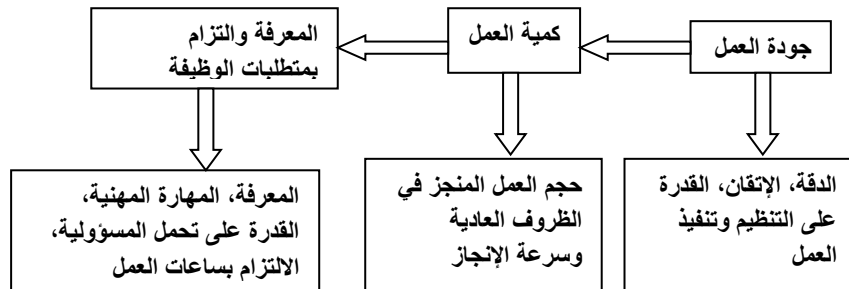 جودة العمل
كمية العمل
المعرفة والتزام
بمتطلبات الوظيفة
الدقة، الإتقان، القدرة
على التنظيم وتنفيذ
العمل
حجم العمل المنجز في
الظروف العادية
وسرعة الإنجاز
المعرفة، المهارة المهنية،
القدرة على تحمل المسؤولية،
الالتزام بساعات العمل